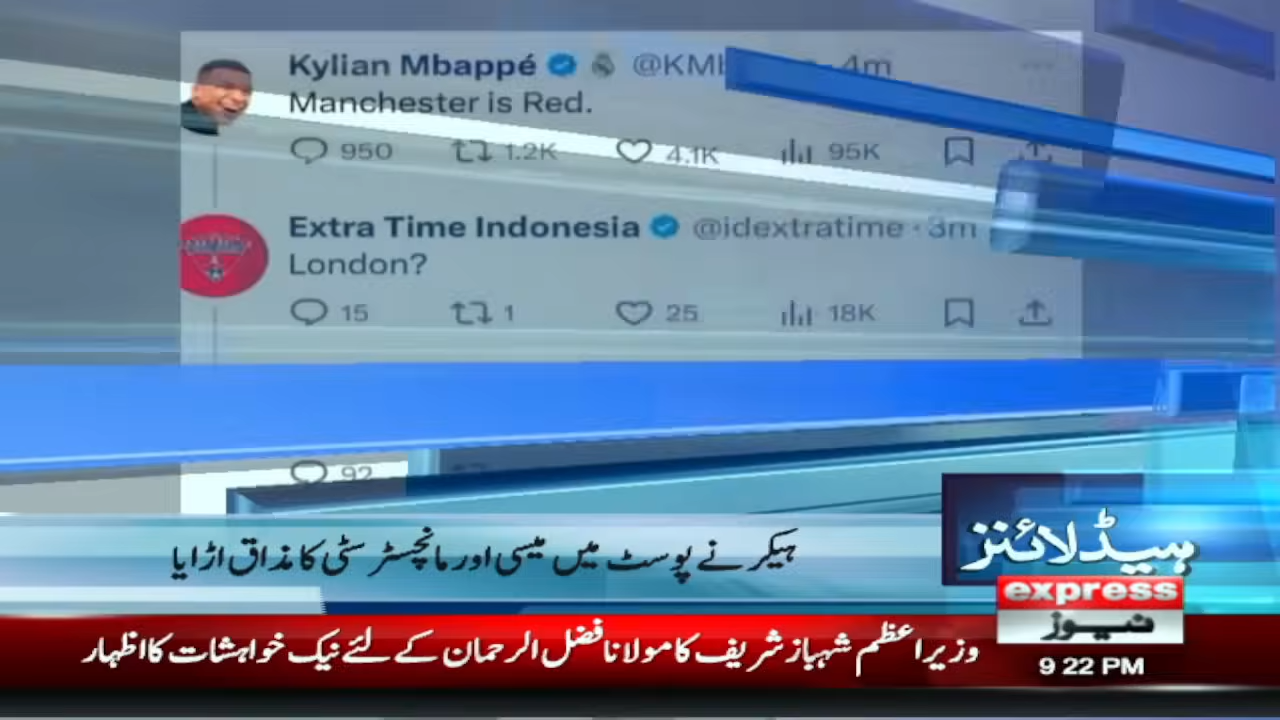 Kylian Mbappé 4m
Manchester is Red.
950 1.2K 4.1K 95K
Extra Time Indonesia @idextratime · 3m
London?
15 1 25 18K
92
ہیڈلائنز
ہیکر نے پوسٹ میں میسی اور مانچسٹر سٹی کا مذاق اڑایا
express
نیوز
وزیراعظم شہباز شریف کا مولانا فضل الرحمان کے لئے نیک خواہشات کا اظہار
9:22 PM